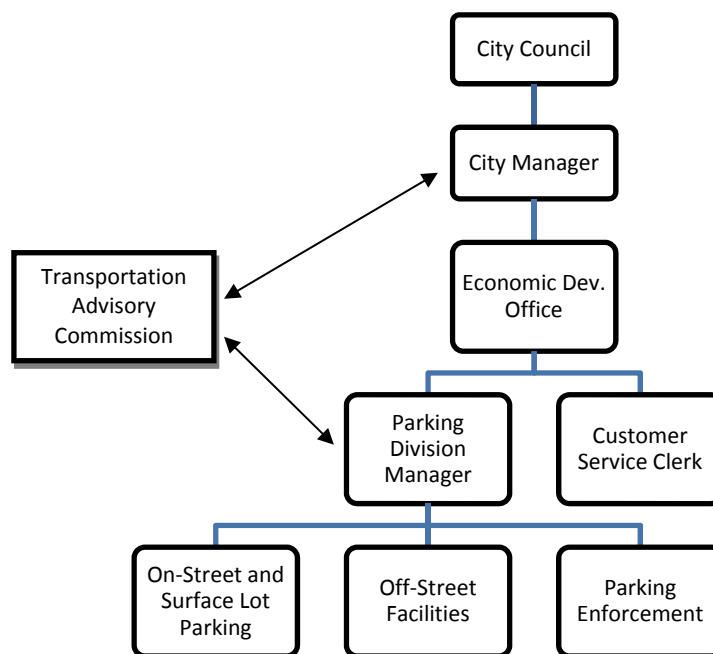 City Council
City Manager
Transportation
Advisory
Commission
Economic Dev.
Office
Parking
Division
Manager
Customer
Service Clerk
On-Street and
Surface Lot
Parking
Off-Street
Facilities
Parking
Enforcement